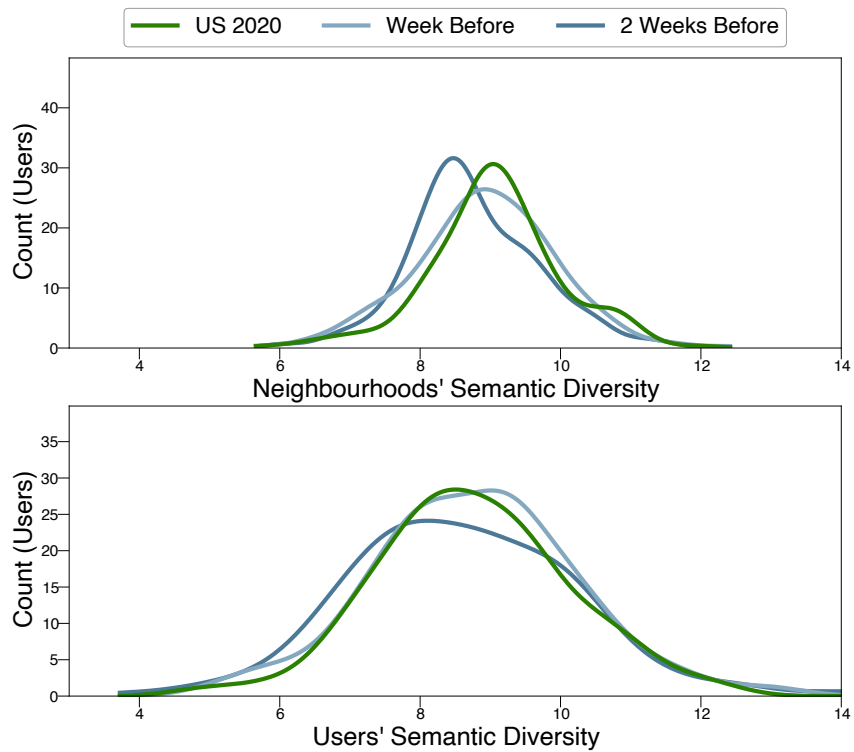 US 2020 Week Before 2 Weeks Before
Count (Users)
40
30
20
10
0
4 6 8 10 12 14
Neighbourhoods' Semantic Diversity
Count (Users)
35
30
25
20
15
10
5
0
4 6 8 10 12 14
Users' Semantic Diversity